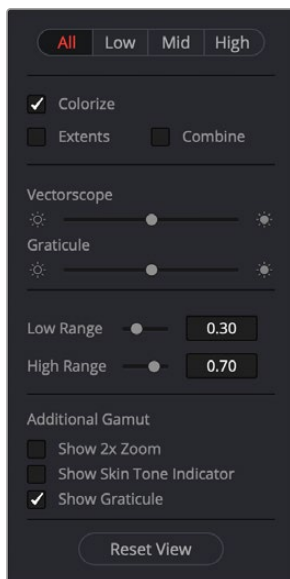 All Low Mid High
Colorize
Extents Combine
Vectorscope
Graticule
Low Range 0.30
High Range 0.70
Additional Gamut
Show 2x Zoom
Show Skin Tone Indicator
Show Graticule
Reset View